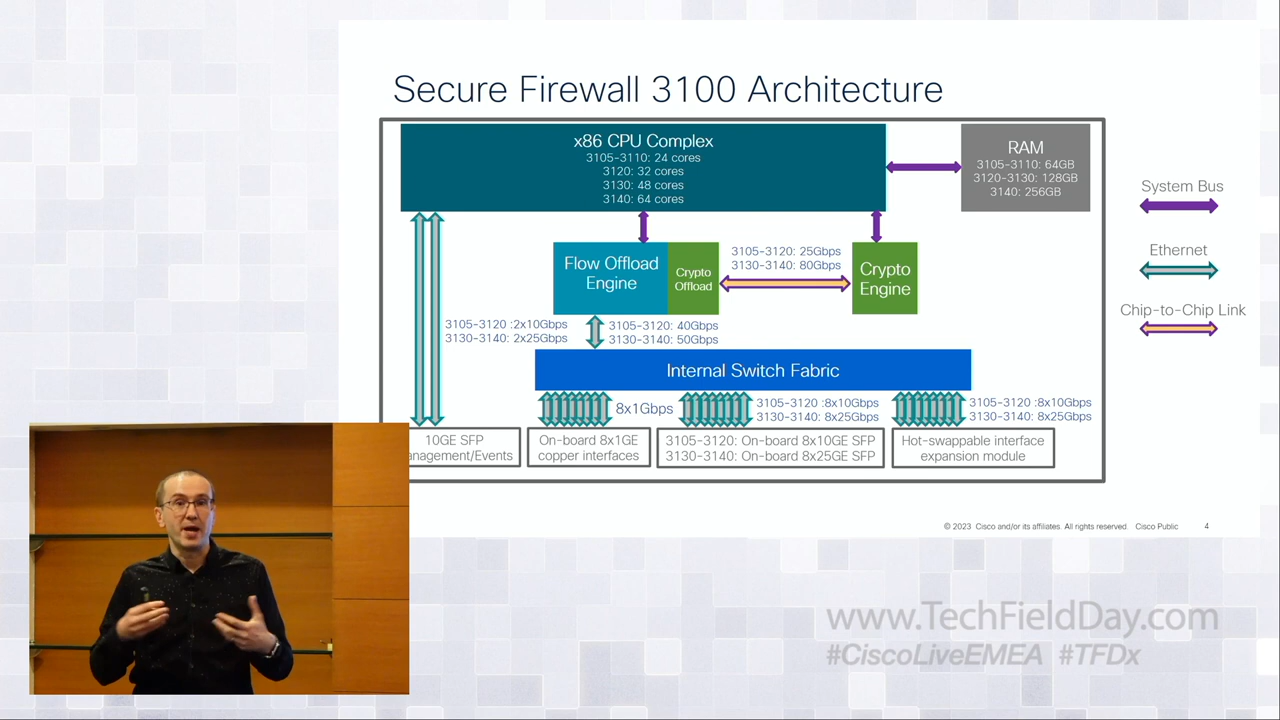 Secure Firewall 3100 Architecture
x86 CPU Complex
3105-3110: 24 cores
3120: 32 cores
3130: 48 cores
3140: 64 cores
RAM
3105-3110: 64GB
3120-3130: 128GB
3140: 256GB
System Bus
Ethernet
Chip-to-Chip Link
Flow Offload
Engine
Crypto
Offload
3105-3120: 25Gbps
3130-3140: 80Gbps
Crypto
Engine
3105-3120 :2x10Gbps
3130-3140: 2x25Gbps
3105-3120: 40Gbps
3130-3140: 50Gbps
Internal Switch Fabric
8x1Gbps
3105-3120 :8x10Gbps
3130-3140: 8x25Gbps
3105-3120 :8x10Gbps
3130-3140: 8x25Gbps
10GE SFP
anagement/Events
On-board 8x1GE
copper interfaces
3105-3120: On-board 8x10GE SFP
3130-3140: On-board 8x25GE SFP
Hot-swappable interface
expansion module
© 2023 Cisco and/or its affiliates. All rights reserved. Cisco Public 4
www.TechFieldDay.com
#CiscoLiveEMEA #TFDx